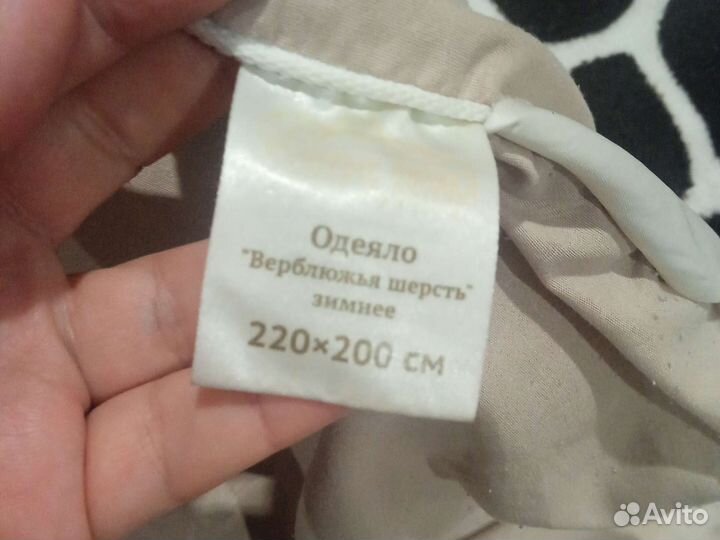 Одеяло
"Верблюжья шерсть"
зимнее
220×200 см
Avito